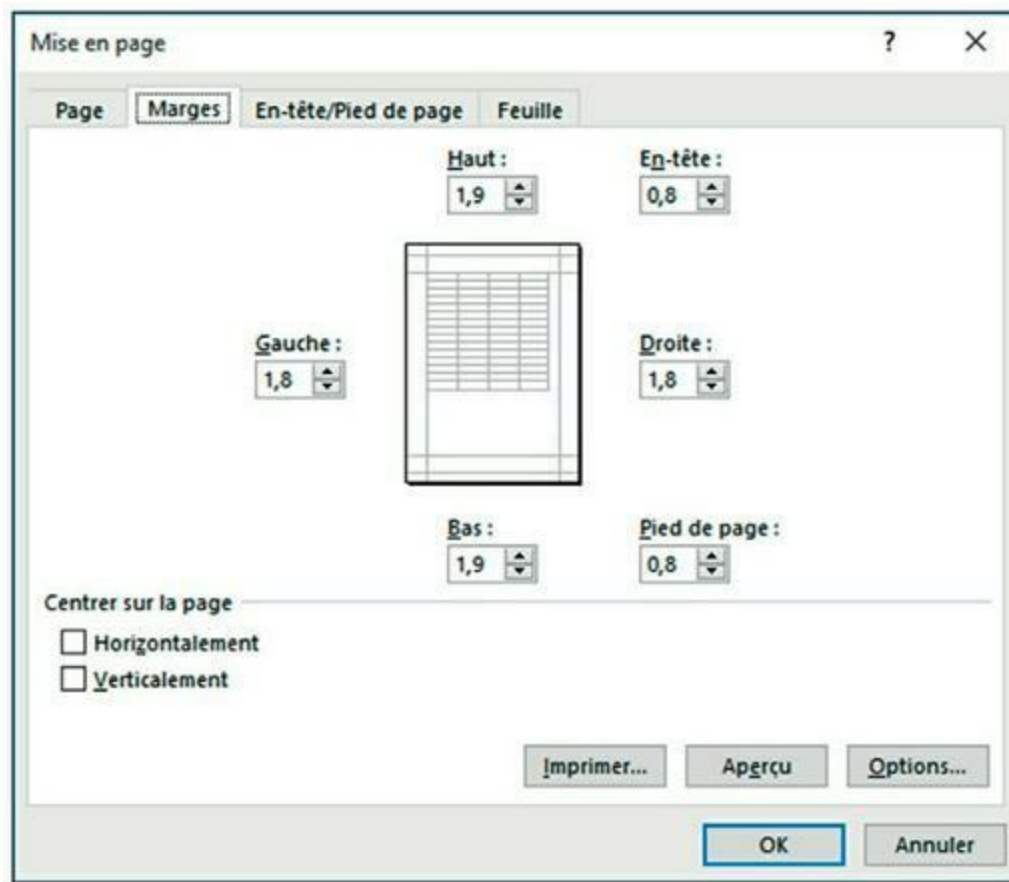 Mise en page ? ×
Page Marges En-tête/Pied de page Feuille
Haut : En-tête :
1,9 0,8
Gauche : Droite :
1,8 1,8
Bas : Pied de page :
1,9 0,8
Centrer sur la page
Horizontalement
Verticalement
Imprimer... Aperçu Options...
OK Annuler